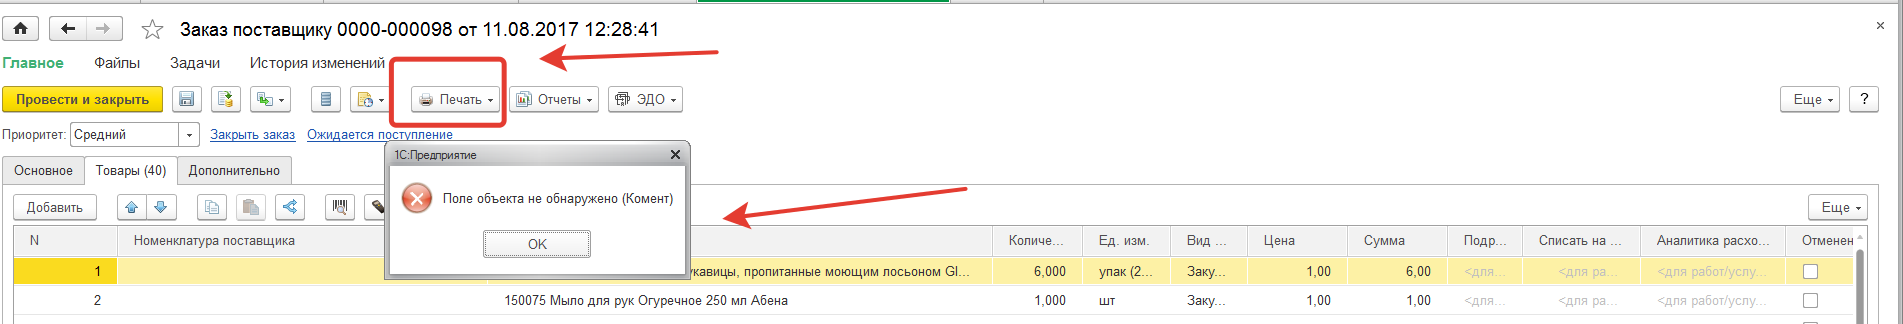 Заказ поставщику 0000-000098 от 11.08.2017 12:28:41
Главное Файлы Задачи История изменений
Провести и закрыть Печать Отчеты ЭДО Еще ?
Приоритет: Средний Закрыть заказ Ожидается поступление
1С:Предприятие
Основное Товары (40) Дополнительно
Поле объекта не обнаружено (Комент)
Добавить Еще
OK
N Номенклатура поставщика Количе... Ед. изм. Вид ... Цена Сумма Подр... Списать на ... Аналитика расхо... Отменен
1 укавицы, пропитанные моющим лосьоном Gl... 6,000 упак (2... Заку... 1,00 6,00 <для... <для ра... <для работ/услу...
2 150075 Мыло для рук Огуречное 250 мл Абена 1,000 шт Заку... 1,00 1,00 <для... <для ра... <для работ/услу...